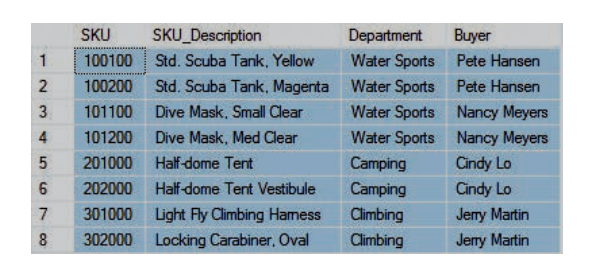 SKU SKU_Description Department Buyer
1 100100 Std. Scuba Tank, Yellow Water Sports Pete Hansen
2 100200 Std. Scuba Tank, Magenta Water Sports Pete Hansen
3 101100 Dive Mask, Small Clear Water Sports Nancy Meyers
4 101200 Dive Mask, Med Clear Water Sports Nancy Meyers
5 201000 Half-dome Tent Camping Cindy Lo
6 202000 Half-dome Tent Vestibule Camping Cindy Lo
7 301000 Light Fly Climbing Harness Climbing Jerry Martin
8 302000 Locking Carabiner, Oval Climbing Jerry Martin